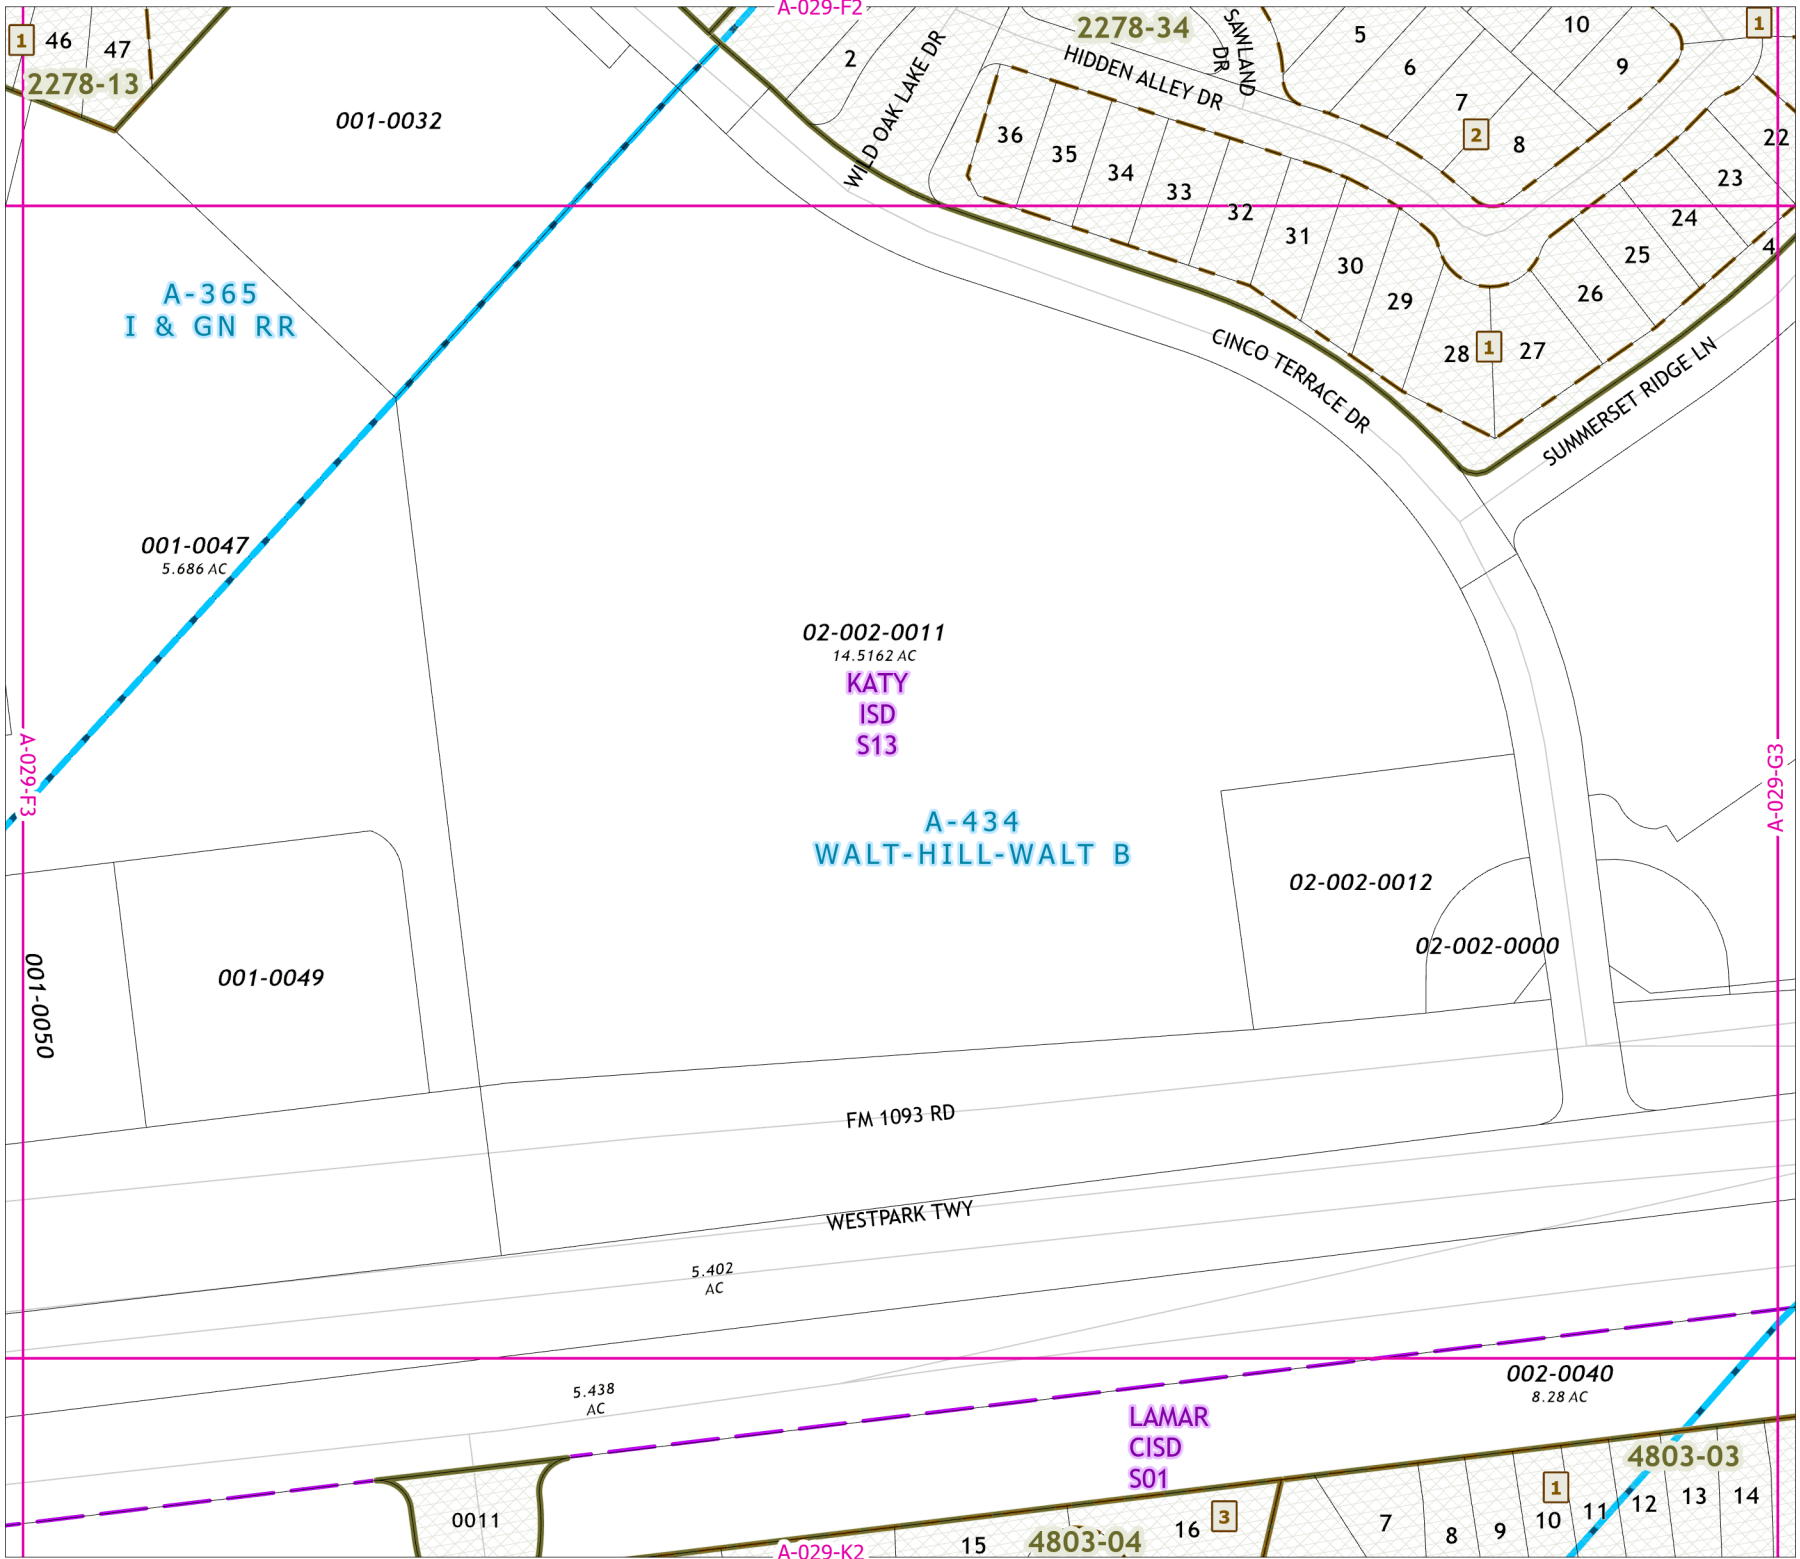 A-029-F2
1
46
47
2278-13
001-0032
2
WILD OAK LAKE DR
2278-34
HIDDEN ALLEY DR
SAWLAND
DR
5
6
7
2
8
9
10
1
22
23
24
4
25
26
27
1
28
29
30
31
32
33
34
35
36
A-365
I & GN RR
CINCO TERRACE DR
SUMMERSET RIDGE LN
001-0047
5.686 AC
02-002-0011
14.5162 AC
KATY
ISD
S13
A-029-F3
A-029-G3
A-434
WALT-HILL-WALT B
02-002-0012
02-002-0000
001-0050
001-0049
FM 1093 RD
WESTPARK TWY
5.402
AC
5.438
AC
002-0040
8.28 AC
LAMAR
CISD
S01
4803-03
0011
15
4803-04
16
3
7
8
9
10
1
11
12
13
14
A-029-K2